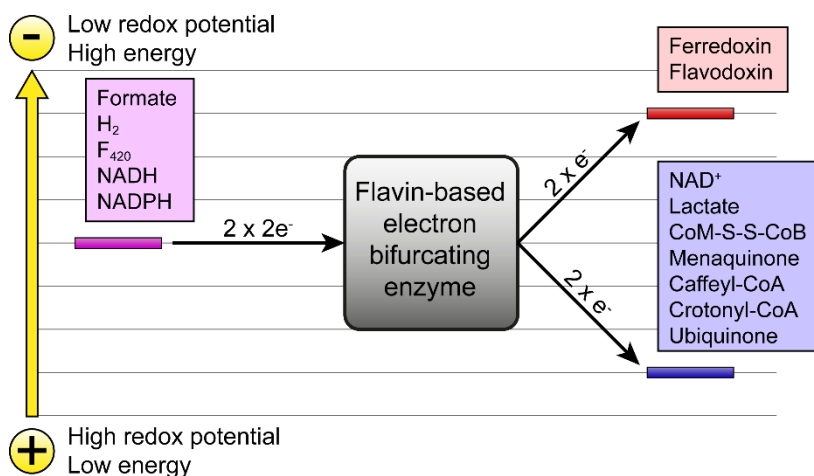 -
Low redox potential
High energy
Formate
H₂
F₄₂₀
NADH
NADPH
2 x 2e⁻
Flavin-based
electron
bifurcating
enzyme
2 x e⁻
2 x e⁻
Ferredoxin
Flavodoxin
NAD⁺
Lactate
CoM-S-S-CoB
Menaquinone
Caffeyl-CoA
Crotonyl-CoA
Ubiquinone
+
High redox potential
Low energy